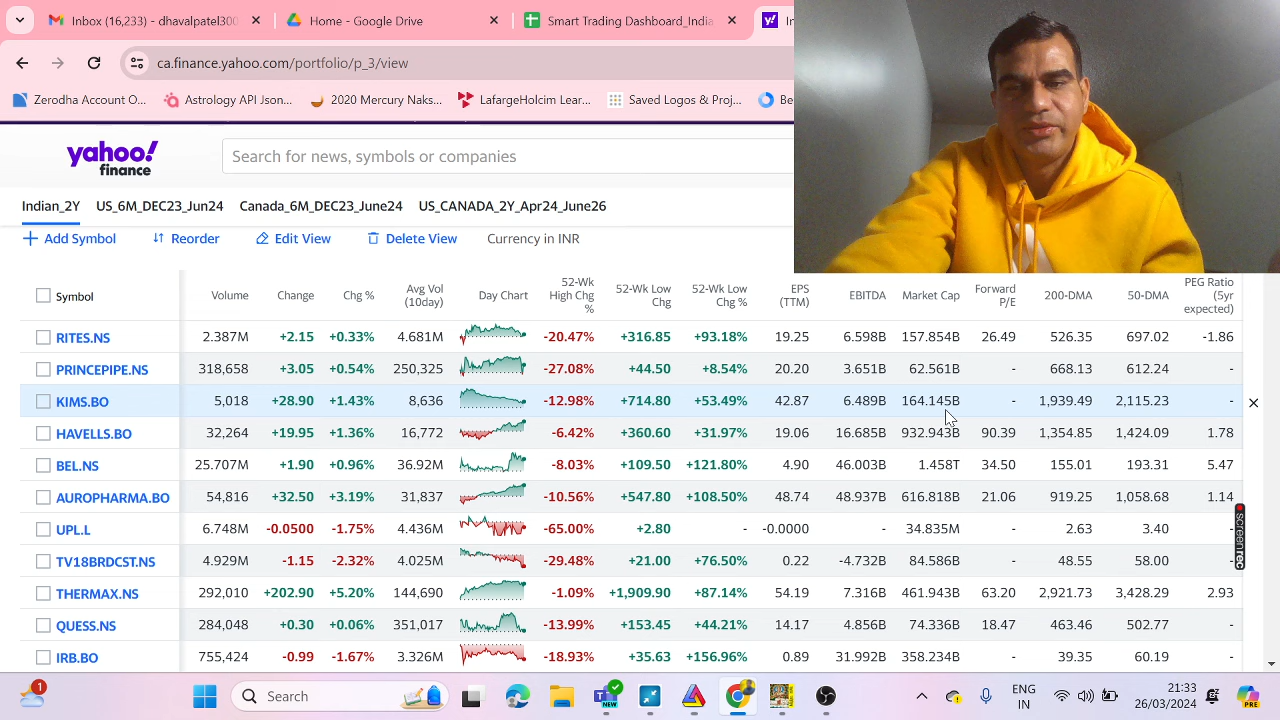 jaipatel300
Home - Google
Stocking Dashboard_Indian
ca.finance.yahoo.com/portfolio/p_3/view
Zerodha Account O... Astrology API Json... 2020 Mercury Naks... LafargeHolcim Cana... Saved Logos & Proj...
yahoo!
finance
Search for news, symbols or companies
Indian_2Y US_6M_DEC23_Jun24 Canada_6M_DEC23_June24 US_CANADA_2Y_Apr24_June26
Add Symbol Reorder Edit View Delete View Currency in INR
Symbol Volume Change Chg % Avg Vol (10day) Day Chart 52-Wk High Chg % 52-Wk Low Chg 52-Wk Low Chg % EPS (TTM) EBITDA Market Cap Forward P/E 200-DMA 50-DMA PEG Ratio (5yr expected)
RITES.NS 2.387M +2.15 +0.33% 4.681M -20.47% +316.85 +93.18% 19.25 6.598B 157.854B 26.49 526.35 697.02 -1.86
PRINCEPIPE.NS 318,658 +3.05 +0.54% 250,325 -27.08% +44.50 +8.54% 20.20 3.651B 62.561B - 668.13 612.24 -
KIMS.BO 5,018 +28.90 +1.43% 8,636 -12.98% +714.80 +53.49% 42.87 6.489B 164.145B - 1,939.49 2,115.23 -
HAVELLS.BO 32,264 +19.95 +1.36% 16,772 -6.42% +360.60 +31.97% 19.06 16.685B 932.943B 90.39 1,354.85 1,424.09 1.78
BEL.NS 25.707M +1.90 +0.96% 36.92M -8.03% +109.50 +121.80% 4.90 46.003B 1.458T 34.50 155.01 193.31 5.47
AUROPHARMA.BO 54,816 +32.50 +3.19% 31,837 -10.56% +547.80 +108.50% 48.74 48.937B 616.818B 21.06 919.25 1,058.68 1.14
UPL.L 6.748M -0.0500 -1.75% 4.436M -65.00% +2.80 - -0.0000 - 34.835M - 2.63 3.40 -
TV18BRDCST.NS 4.929M -1.15 -2.32% 4.025M -29.48% +21.00 +76.50% 0.22 -4.732B 84.586B - 48.55 58.00 -
THERMAX.NS 292,010 +202.90 +5.20% 144,690 -1.09% +1,909.90 +87.14% 54.19 7.316B 461.943B 63.20 2,921.73 3,428.29 2.93
QUESS.NS 284,048 +0.30 +0.06% 351,017 -13.99% +153.45 +44.21% 14.17 4.856B 74.336B 18.47 463.46 502.77 -
IRB.BO 755,424 -0.99 -1.67% 3.326M -18.93% +35.63 +156.96% 0.89 31.992B 358.234B - 39.35 60.19 -
screenrec
1
Search
NEW
ENG
IN
21:33
26/03/2024
PRE